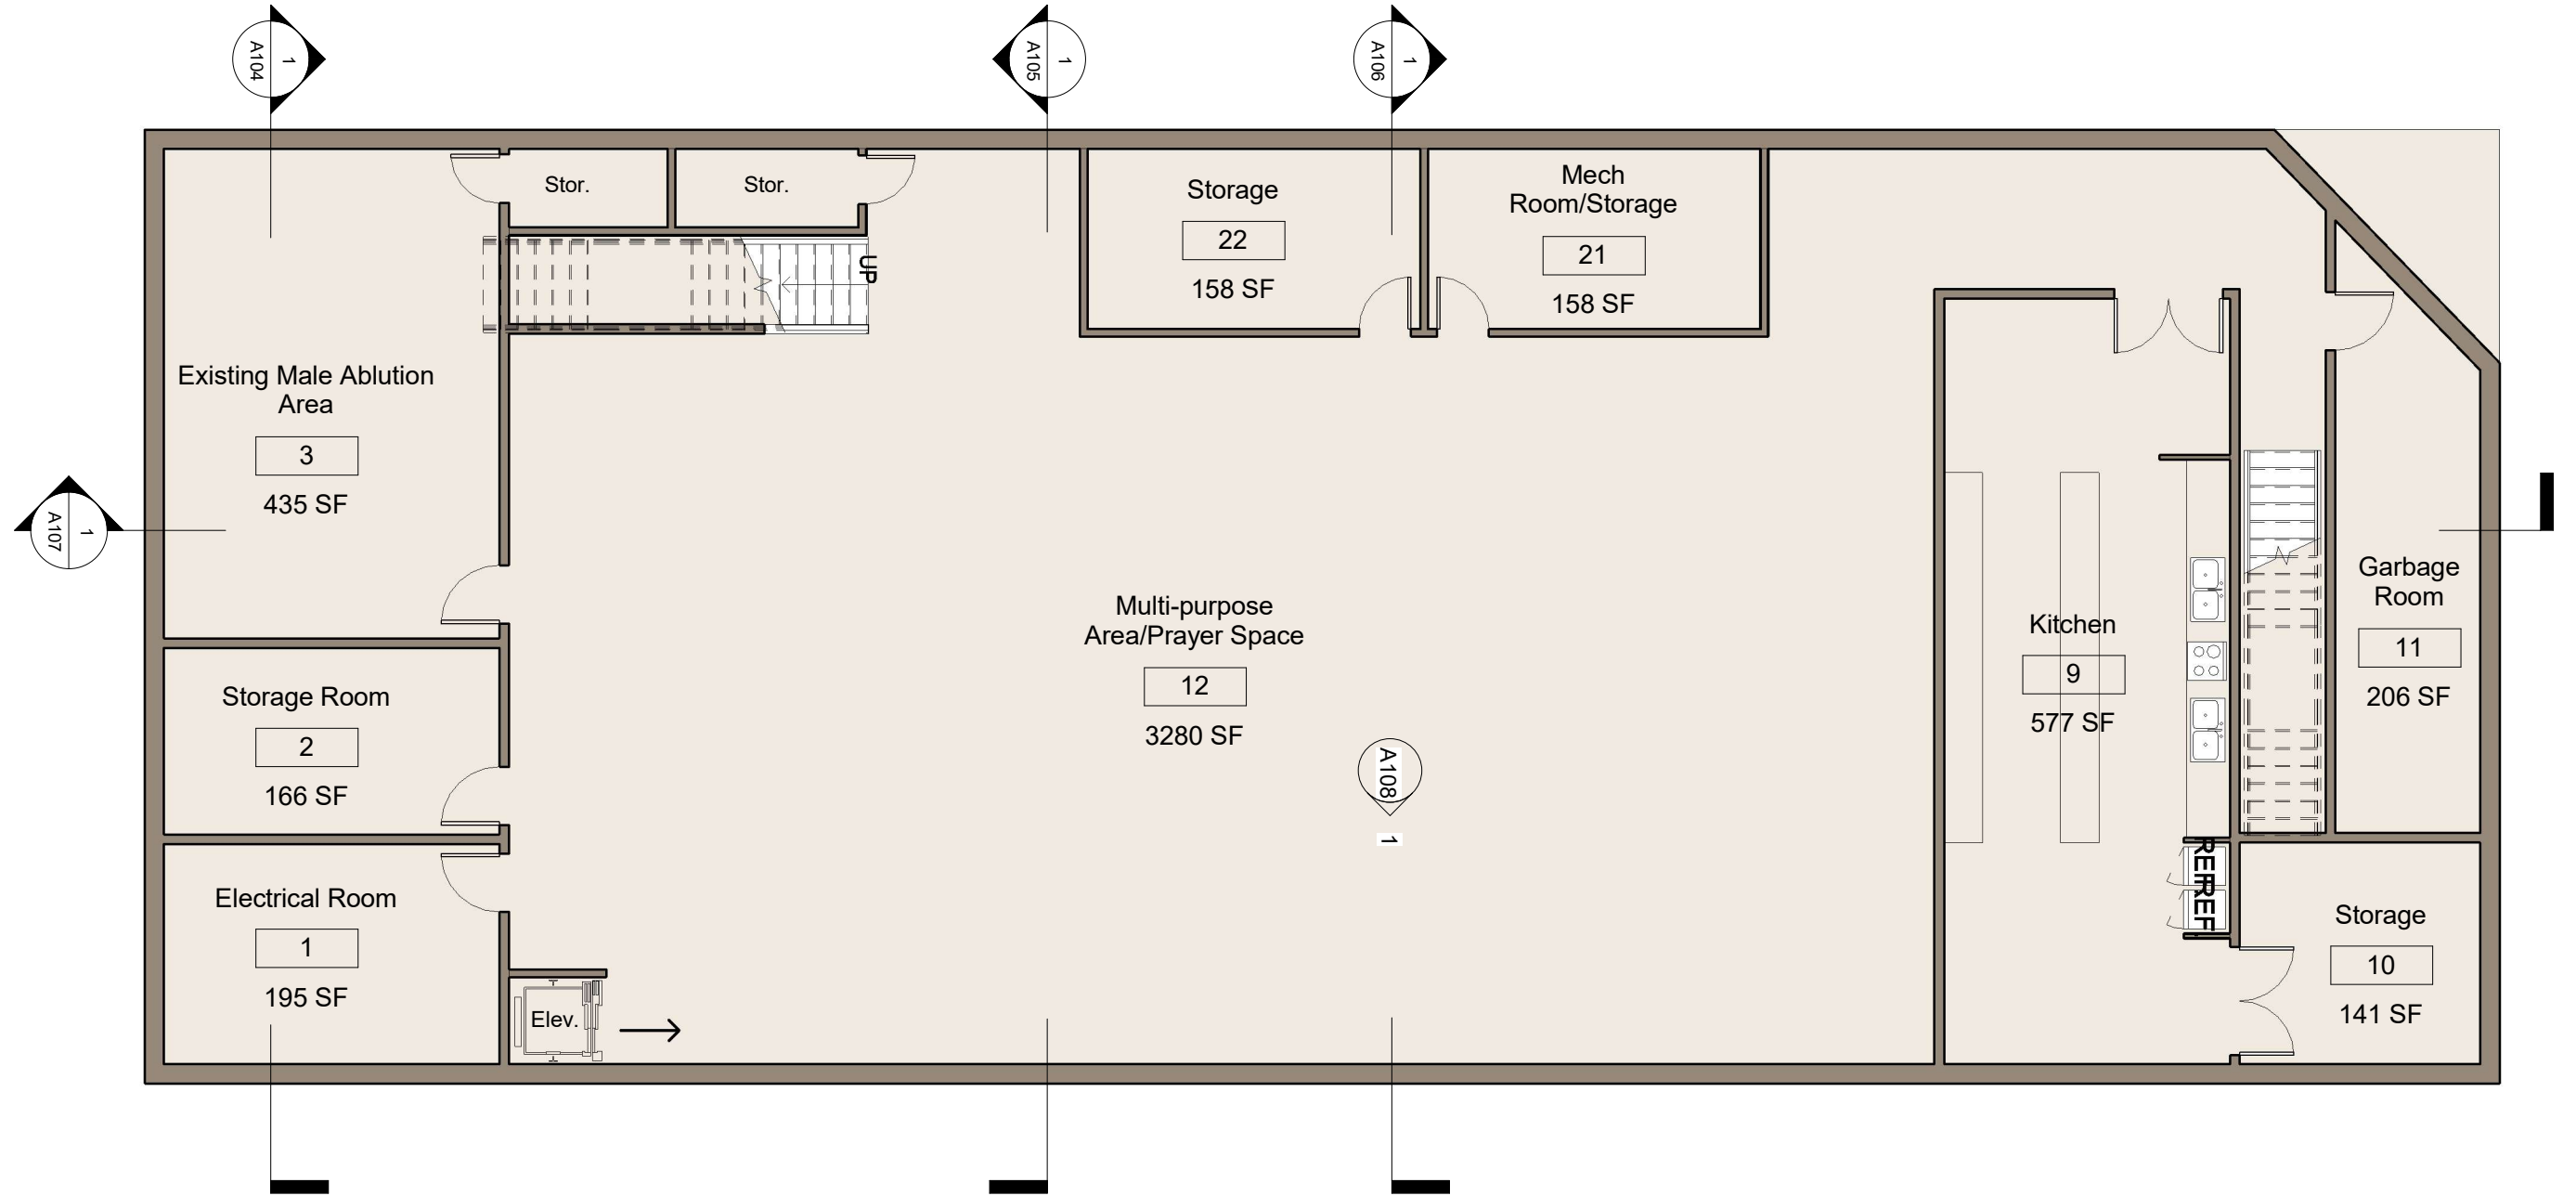 1
A104
1
A105
1
A106
Stor.
Stor.
UP
Storage
22
158 SF
Mech
Room/Storage
21
158 SF
Existing Male Ablution
Area
3
435 SF
1
A107
Storage Room
2
166 SF
Electrical Room
1
195 SF
Elev.
Multi-purpose
Area/Prayer Space
12
3280 SF
A108
1
Kitchen
9
577 SF
REF
REF
Garbage
Room
11
206 SF
Storage
10
141 SF